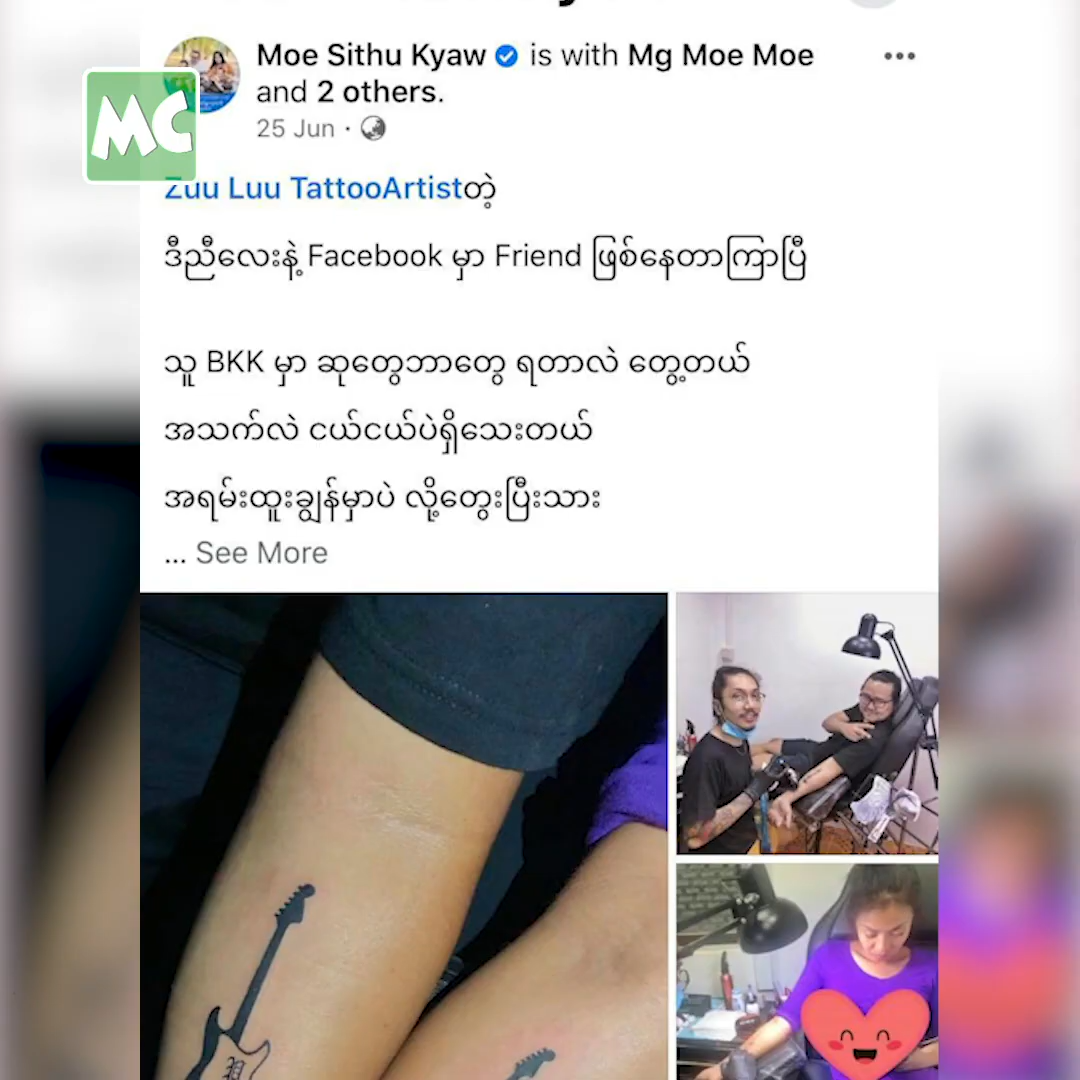 Moe Sithu Kyaw is with Mg Moe Moe
and 2 others.
25 Jun ·
MC
Zuu Luu TattooArtistတဲ့
ဒီညီလေးနဲ့ Facebook မှာ Friend ဖြစ်နေတာကြာပြီ
သူ BKK မှာ ဆုတွေဘာတွေ ရတာလဲ တွေ့တယ်
အသက်လဲ ငယ်ငယ်ပဲရှိသေးတယ်
အရမ်းထူးချွန်မှာပဲ လို့တွေးပြီးသား
... See More